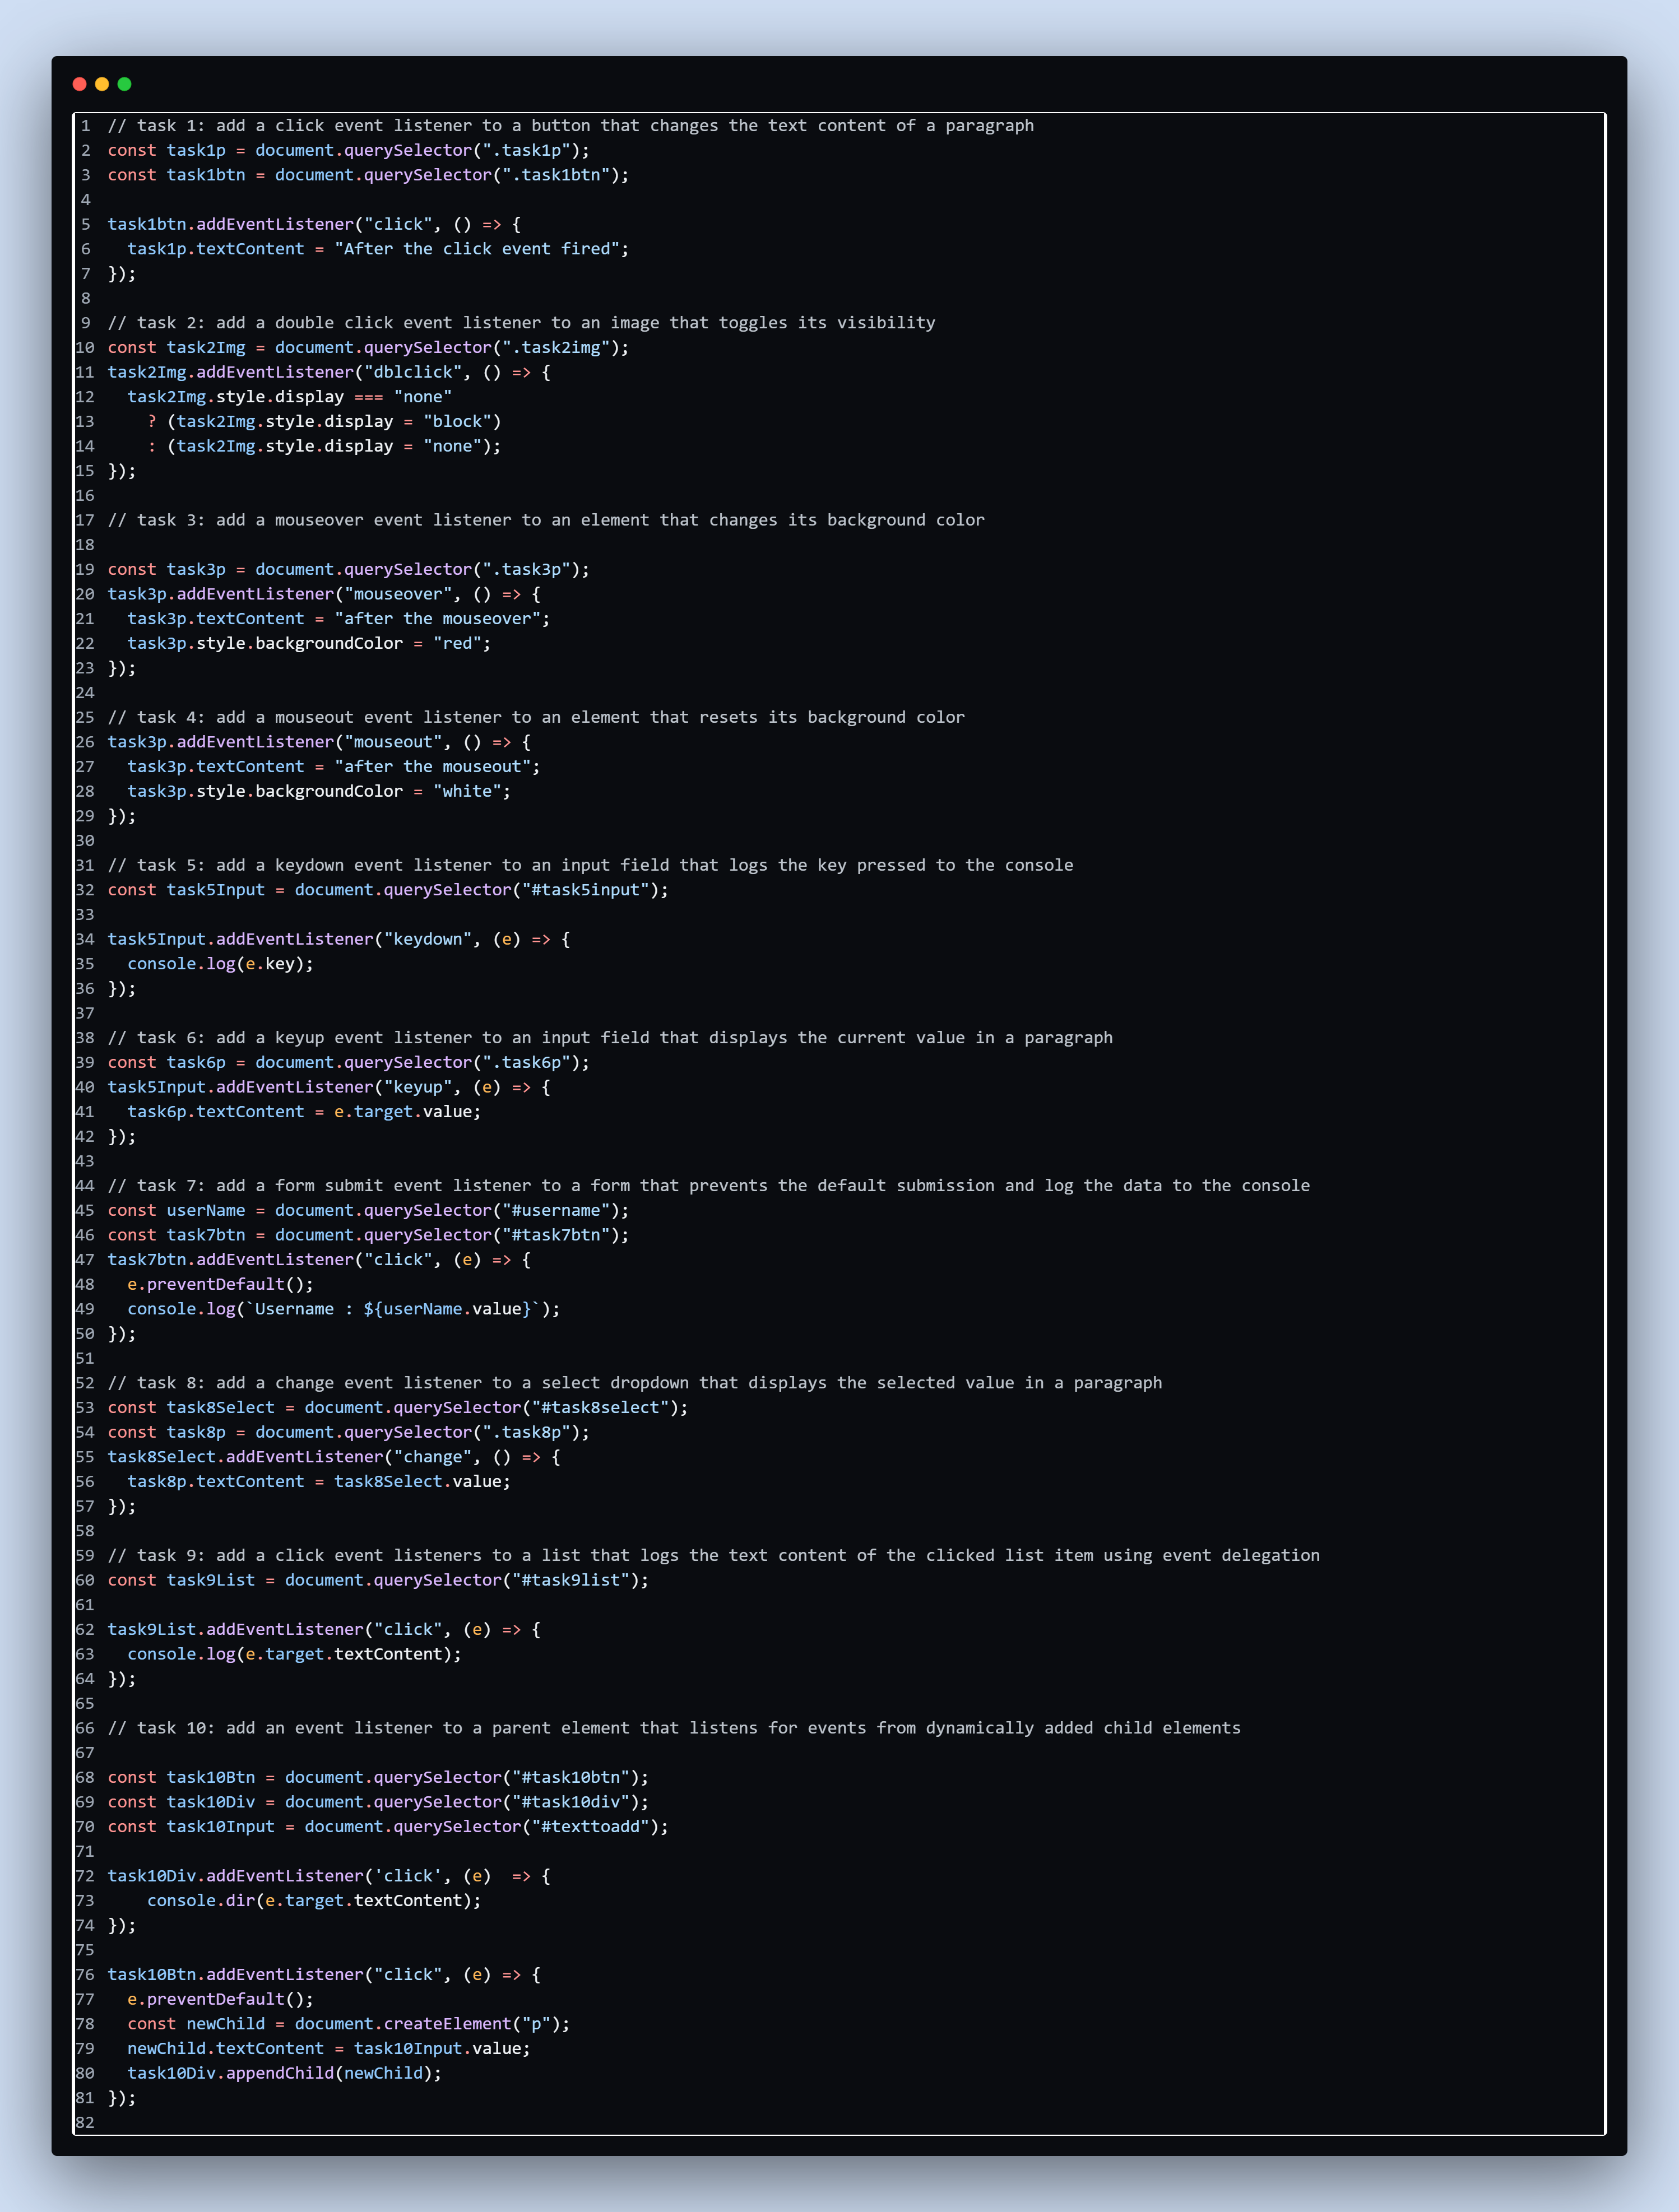 1 // task 1: add a click event listener to a button that changes the text content of a paragraph
2 const task1p = document.querySelector(".task1p");
3 const task1btn = document.querySelector(".task1btn");
4
5 task1btn.addEventListener("click", () => {
6   task1p.textContent = "After the click event fired";
7 });
8
9 // task 2: add a double click event listener to an image that toggles its visibility
10 const task2Img = document.querySelector(".task2img");
11 task2Img.addEventListener("dblclick", () => {
12   task2Img.style.display === "none"
13     ? (task2Img.style.display = "block")
14     : (task2Img.style.display = "none");
15 });
16
17 // task 3: add a mouseover event listener to an element that changes its background color
18
19 const task3p = document.querySelector(".task3p");
20 task3p.addEventListener("mouseover", () => {
21   task3p.textContent = "after the mouseover";
22   task3p.style.backgroundColor = "red";
23 });
24
25 // task 4: add a mouseout event listener to an element that resets its background color
26 task3p.addEventListener("mouseout", () => {
27   task3p.textContent = "after the mouseout";
28   task3p.style.backgroundColor = "white";
29 });
30
31 // task 5: add a keydown event listener to an input field that logs the key pressed to the console
32 const task5Input = document.querySelector("#task5input");
33
34 task5Input.addEventListener("keydown", (e) => {
35   console.log(e.key);
36 });
37
38 // task 6: add a keyup event listener to an input field that displays the current value in a paragraph
39 const task6p = document.querySelector(".task6p");
40 task5Input.addEventListener("keyup", (e) => {
41   task6p.textContent = e.target.value;
42 });
43
44 // task 7: add a form submit event listener to a form that prevents the default submission and log the data to the console
45 const userName = document.querySelector("#username");
46 const task7btn = document.querySelector("#task7btn");
47 task7btn.addEventListener("click", (e) => {
48   e.preventDefault();
49   console.log(`Username : ${userName.value}`);
50 });
51
52 // task 8: add a change event listener to a select dropdown that displays the selected value in a paragraph
53 const task8Select = document.querySelector("#task8select");
54 const task8p = document.querySelector(".task8p");
55 task8Select.addEventListener("change", () => {
56   task8p.textContent = task8Select.value;
57 });
58
59 // task 9: add a click event listeners to a list that logs the text content of the clicked list item using event delegation
60 const task9List = document.querySelector("#task9list");
61
62 task9List.addEventListener("click", (e) => {
63   console.log(e.target.textContent);
64 });
65
66 // task 10: add an event listener to a parent element that listens for events from dynamically added child elements
67
68 const task10Btn = document.querySelector("#task10btn");
69 const task10Div = document.querySelector("#task10div");
70 const task10Input = document.querySelector("#texttoadd");
71
72 task10Div.addEventListener('click', (e)  => {
73     console.dir(e.target.textContent);
74 });
75
76 task10Btn.addEventListener("click", (e) => {
77   e.preventDefault();
78   const newChild = document.createElement("p");
79   newChild.textContent = task10Input.value;
80   task10Div.appendChild(newChild);
81 });
82